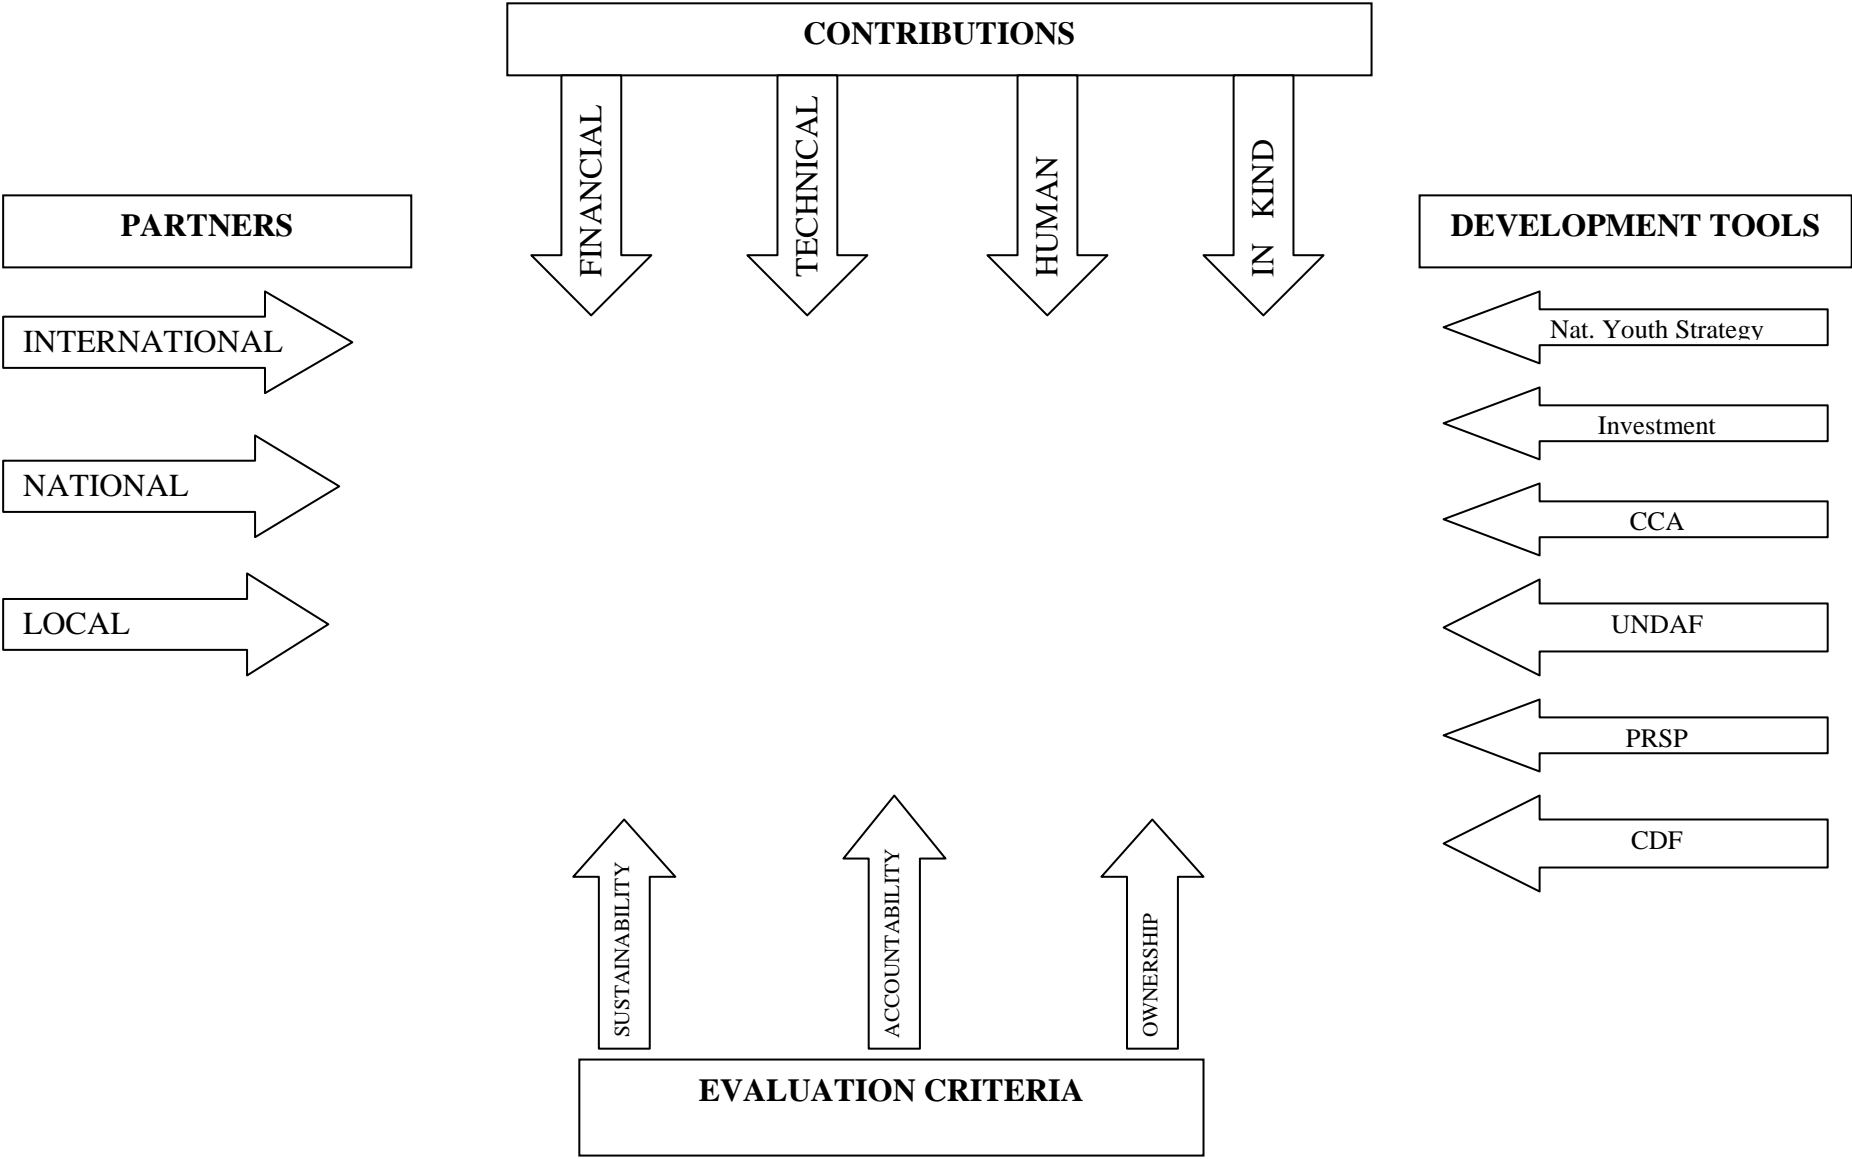 CONTRIBUTIONS
FINANCIAL
TECHNICAL
HUMAN
IN KIND
PARTNERS
INTERNATIONAL
NATIONAL
LOCAL
DEVELOPMENT TOOLS
Nat. Youth Strategy
Investment
CCA
UNDAF
PRSP
CDF
SUSTAINABILITY
ACCOUNTABILITY
OWNERSHIP
EVALUATION CRITERIA